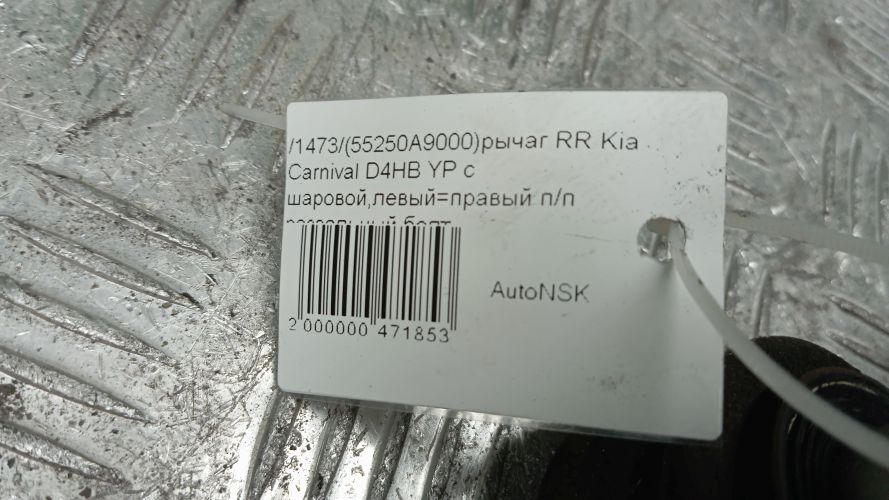 /1473/(55250A9000)рычаг RR Kia
Carnival D4HB YP с
шаровой,левый=правый п/п
AutoNSK
2 000000 471853